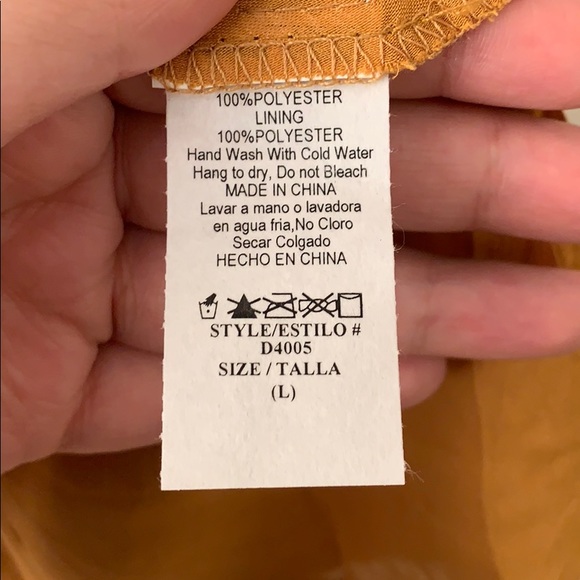 100%POLYESTER
LINING
100%POLYESTER
Hand Wash With Cold Water
Hang to dry, Do not Bleach
MADE IN CHINA
Lavar a mano o lavadora
en agua fria,No Cloro
Secar Colgado
HECHO EN CHINA
STYLE/ESTILO #
D4005
SIZE / TALLA
(L)